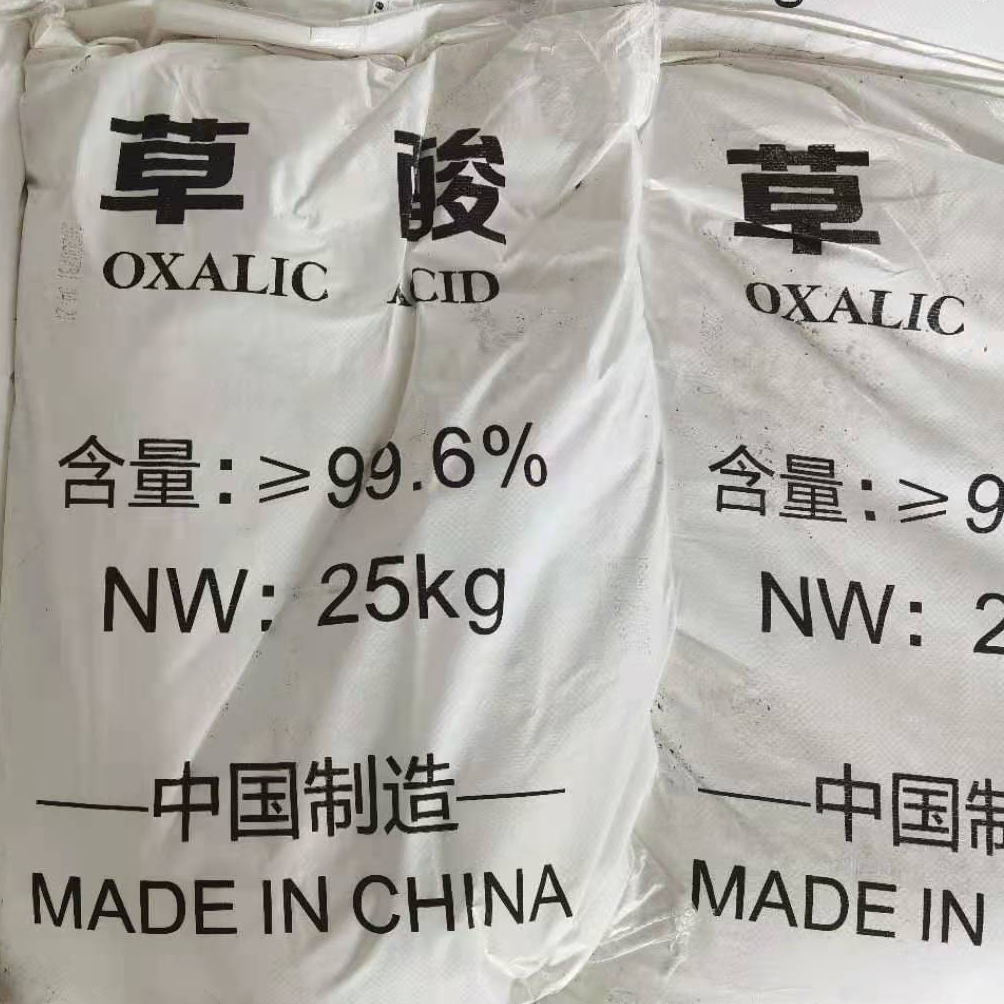 草 酸
OXALIC ACID
含量:≥99.6%
NW: 25kg
中国制造
MADE IN CHINA
草
OXALIC
含量:≥9
NW: 2
中国制
MADE IN